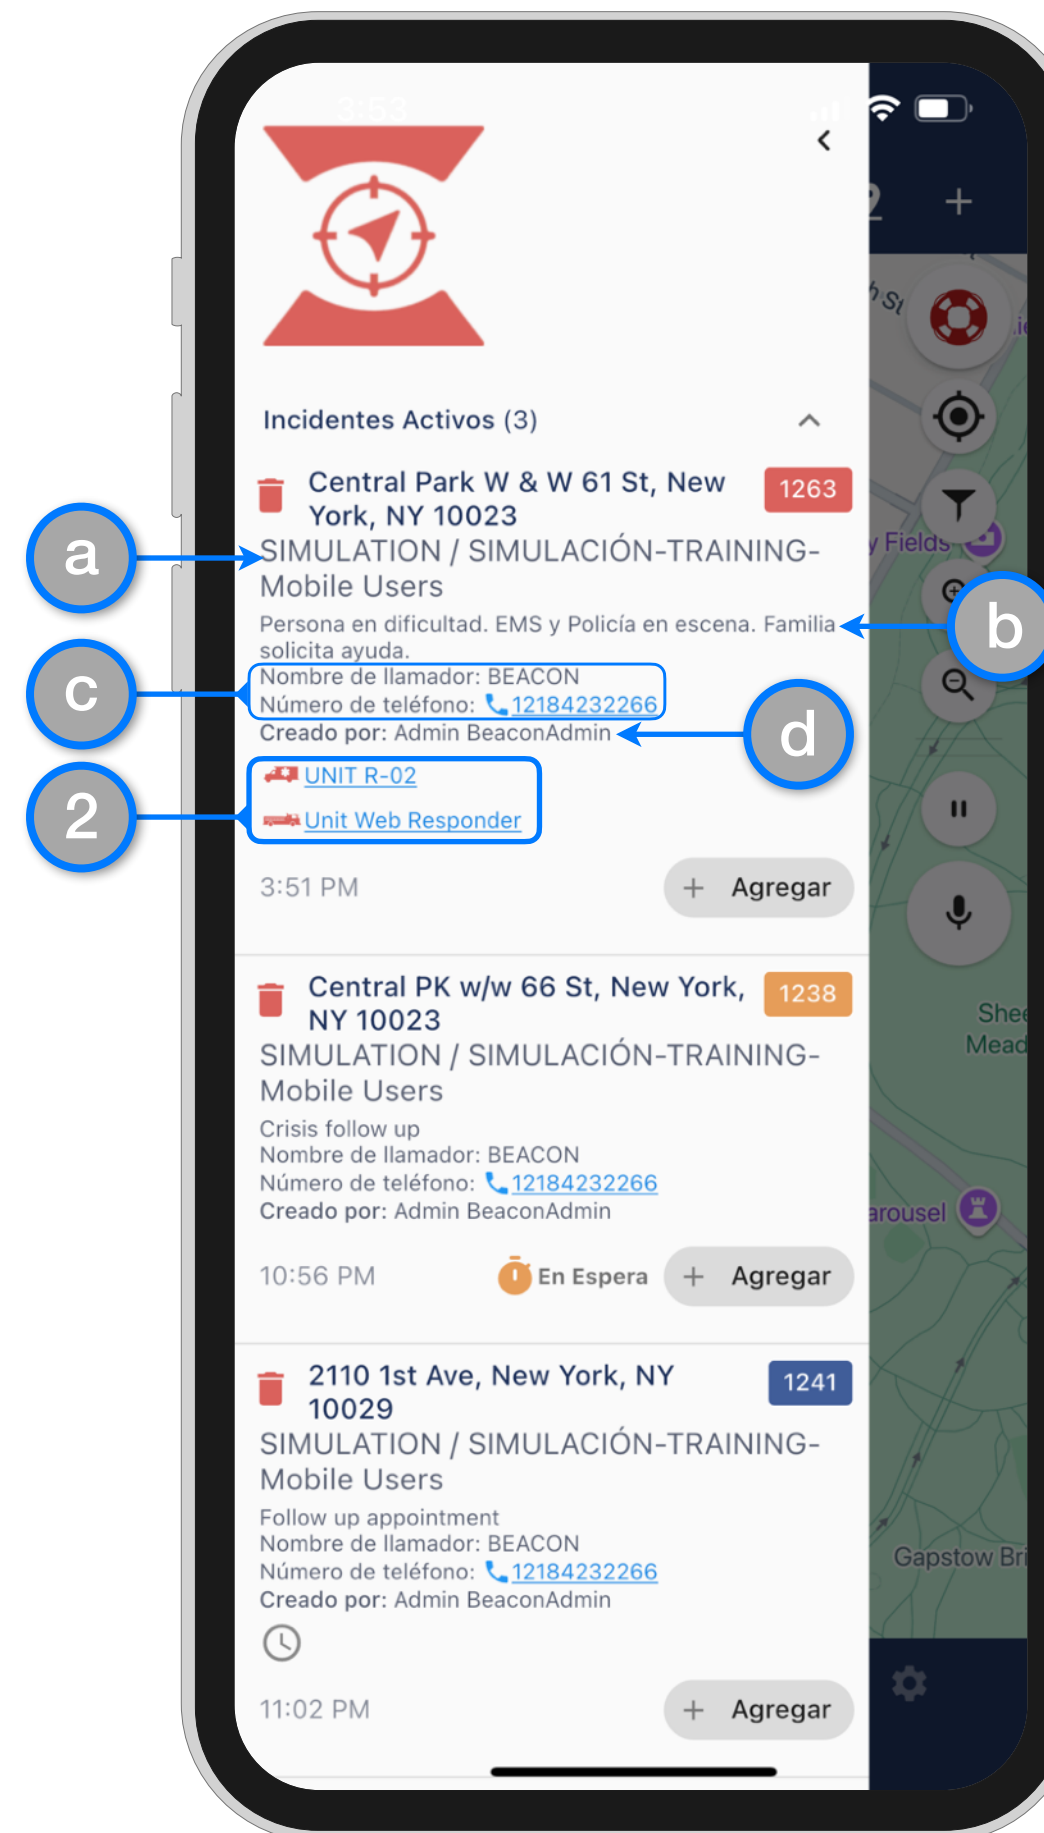 3:53
Incidentes Activos (3)
Central Park W & W 61 St, New
York, NY 10023
1263
a
SIMULATION / SIMULACIÓN-TRAINING-
Mobile Users
Persona en dificultad. EMS y Policía en escena. Familia
solicita ayuda.
b
c
Nombre de llamador: BEACON
Número de teléfono: 12184232266
Creado por: Admin BeaconAdmin
d
2
UNIT R-02
Unit Web Responder
3:51 PM
+ Agregar
Central PK w/w 66 St, New York,
NY 10023
1238
SIMULATION / SIMULACIÓN-TRAINING-
Mobile Users
Crisis follow up
Nombre de llamador: BEACON
Número de teléfono: 12184232266
Creado por: Admin BeaconAdmin
10:56 PM
En Espera
+ Agregar
2110 1st Ave, New York, NY
10029
1241
SIMULATION / SIMULACIÓN-TRAINING-
Mobile Users
Follow up appointment
Nombre de llamador: BEACON
Número de teléfono: 12184232266
Creado por: Admin BeaconAdmin
11:02 PM
+ Agregar
h St
y Fields
Shee
Mead
arousel
Gapstow Bri